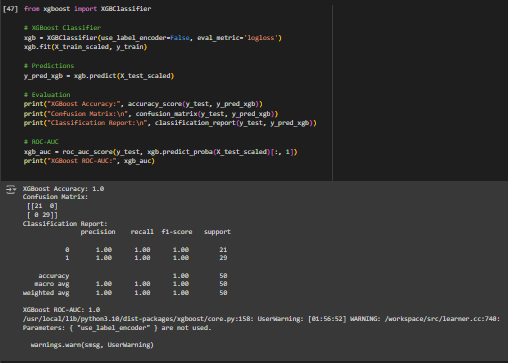 [47] from xgboost import XGBClassifier
# XGBoost Classifier
xgb = XGBClassifier(use_label_encoder=False, eval_metric='logloss')
xgb.fit(X_train_scaled, y_train)
# Predictions
y_pred_xgb = xgb.predict(X_test_scaled)
# Evaluation
print("XGBoost Accuracy:", accuracy_score(y_test, y_pred_xgb))
print("Confusion Matrix:\n", confusion_matrix(y_test, y_pred_xgb))
print("Classification Report:\n", classification_report(y_test, y_pred_xgb))
# ROC-AUC
xgb_auc = roc_auc_score(y_test, xgb.predict_proba(X_test_scaled)[:, 1])
print("XGBoost ROC-AUC:", xgb_auc)
XGBoost Accuracy: 1.0
Confusion Matrix:
[[21 0]
[ 0 29]]
Classification Report:
precision recall f1-score support
0 1.00 1.00 1.00 21
1 1.00 1.00 1.00 29
accuracy 1.00 50
macro avg 1.00 1.00 1.00 50
weighted avg 1.00 1.00 1.00 50
XGBoost ROC-AUC: 1.0
/usr/local/lib/python3.10/dist-packages/xgboost/core.py:158: UserWarning: [01:56:52] WARNING: /workspace/src/learner.cc:740:
Parameters: { "use_label_encoder" } are not used.
warnings.warn(smsg, UserWarning)